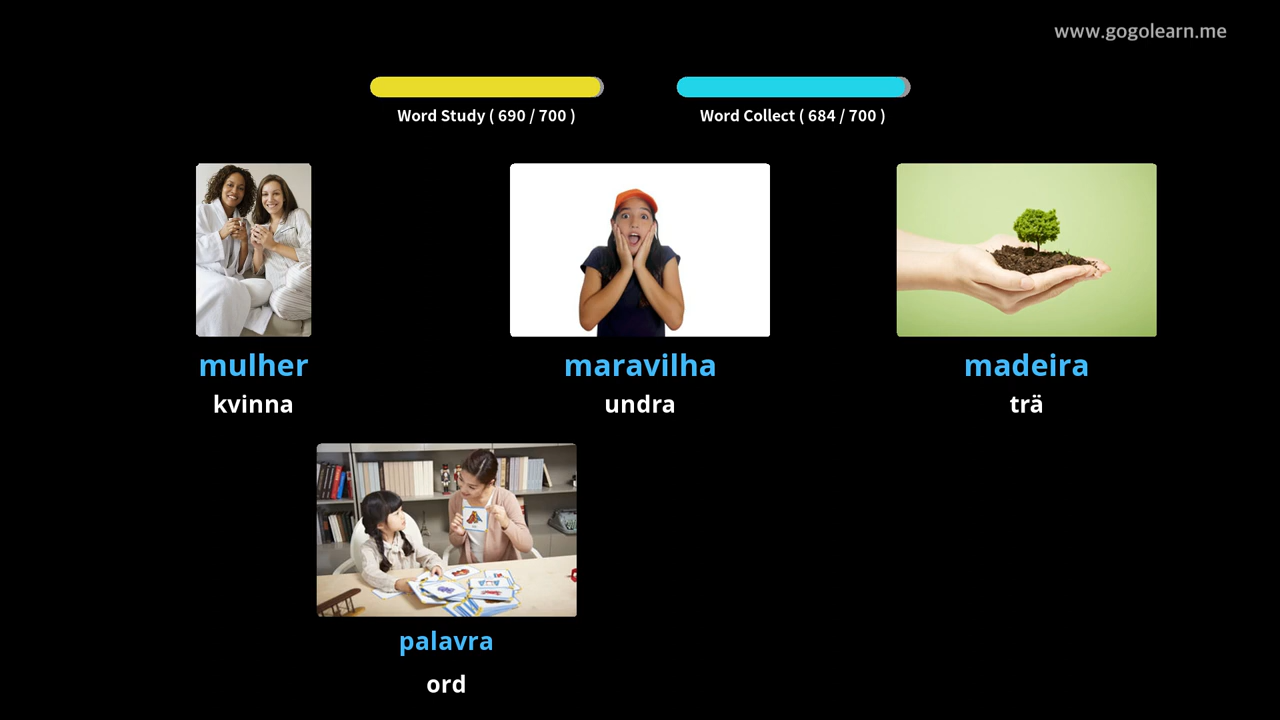 www.gogolearn.me
Word Study ( 690 / 700 )
Word Collect ( 684 / 700 )
mulher
kvinna
maravilha
undra
madeira
trä
palavra
ord